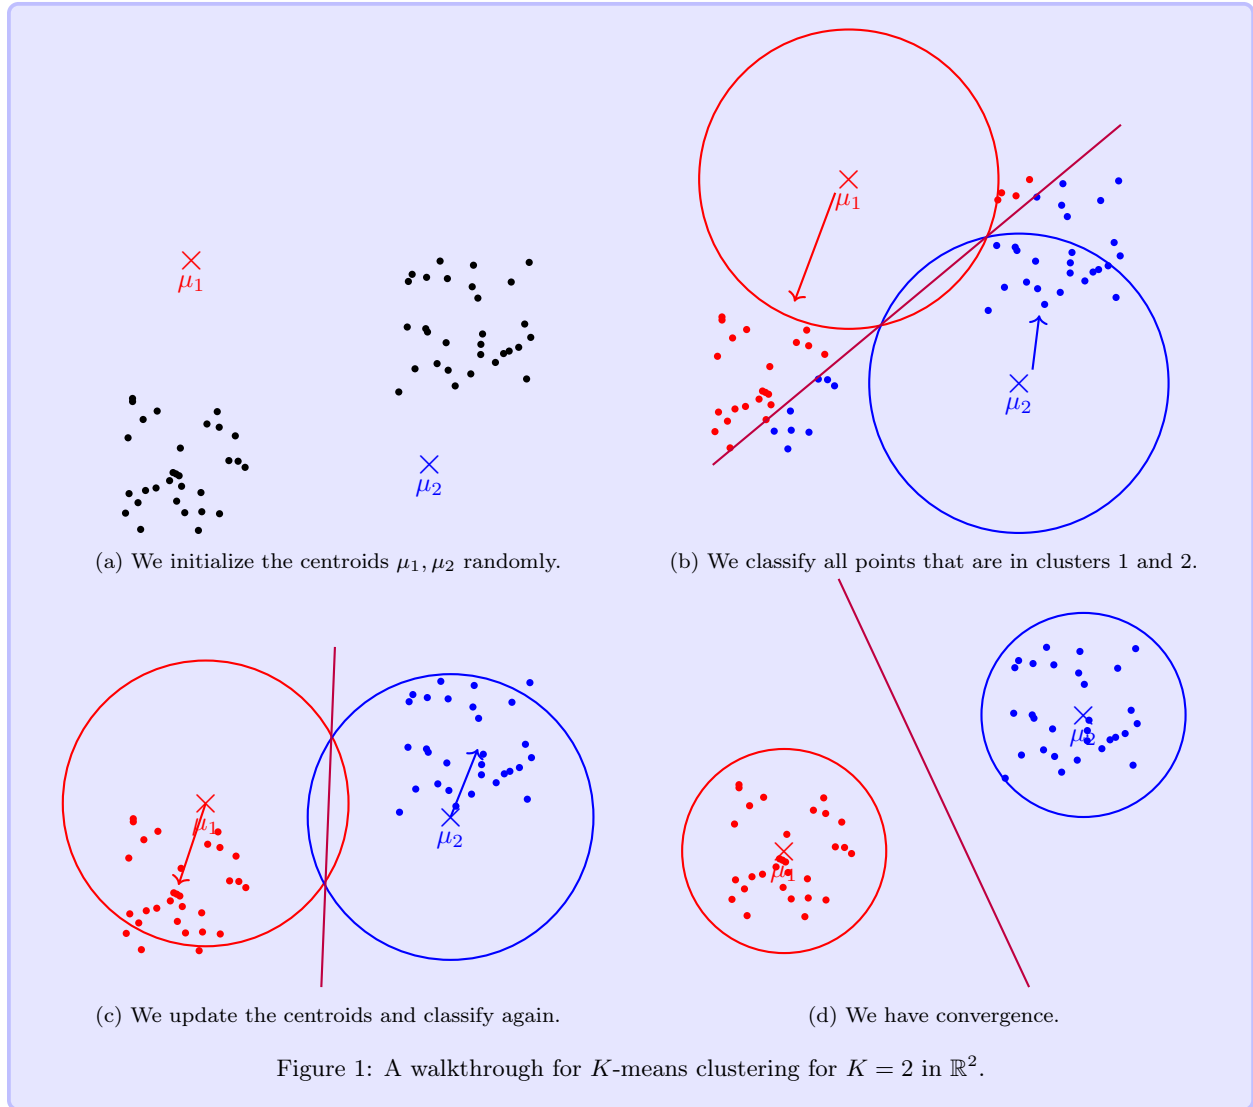 μ₁
μ₂
(a) We initialize the centroids μ₁, μ₂ randomly.
μ₁
μ₂
(b) We classify all points that are in clusters 1 and 2.
μ₁
μ₂
(c) We update the centroids and classify again.
μ₂
μ₁
(d) We have convergence.
Figure 1: A walkthrough for K-means clustering for K = 2 in ℝ².